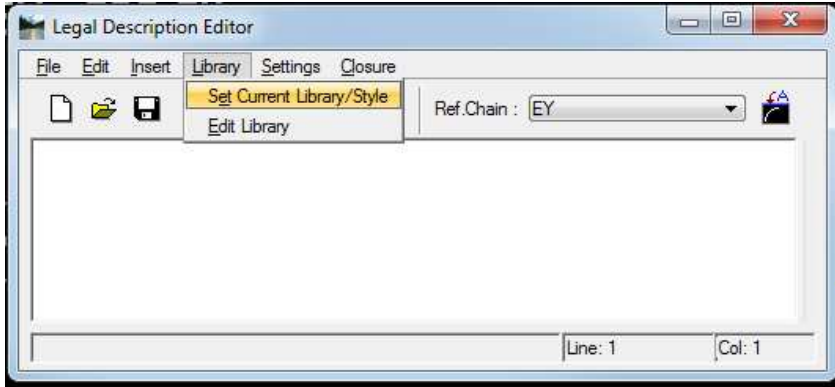 Legal Description Editor
File Edit Insert Library Settings Closure
Set Current Library/Style
Ref.Chain : EY
Edit Library
Line: 1 Col: 1